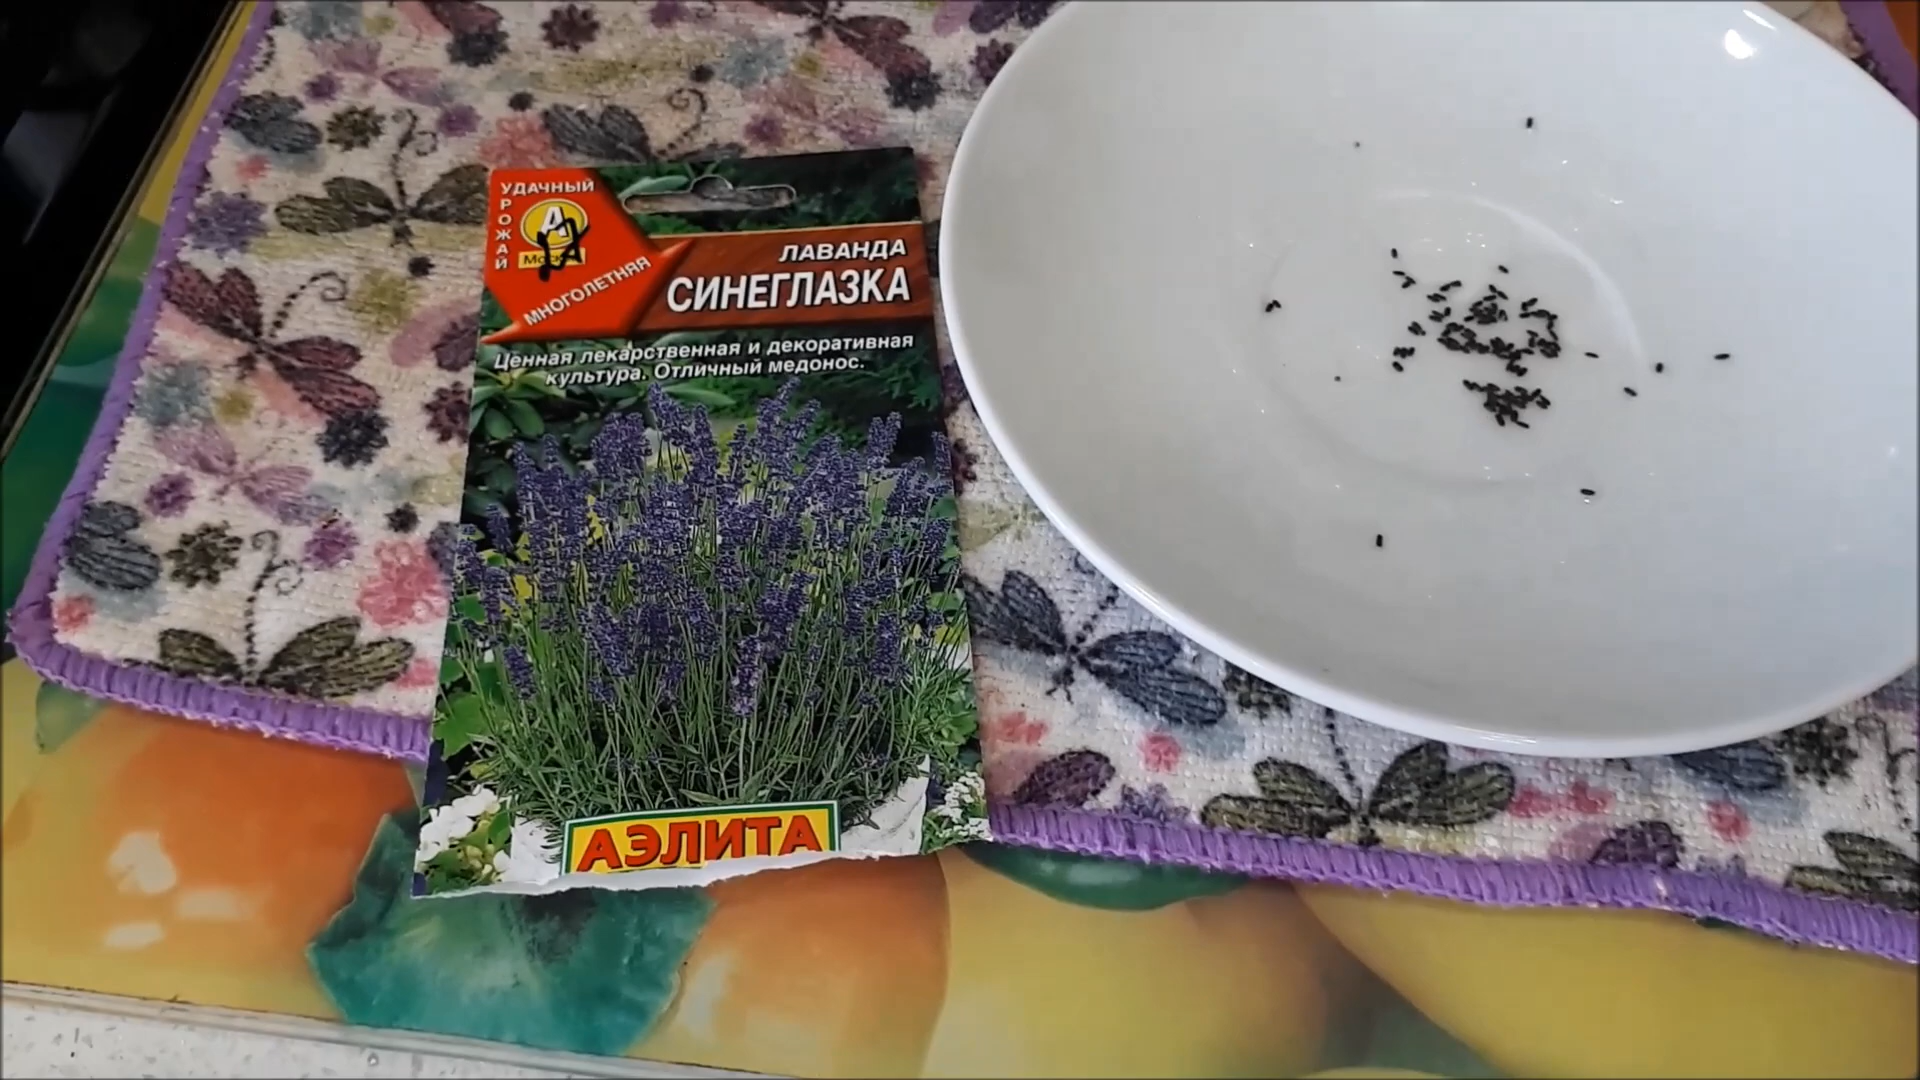 УДАЧНЫЙ
УРОЖАЙ
А
МНОГОЛЕТНЯЯ
ЛАВАНДА
СИНЕГЛАЗКА
Ценная лекарственная и декоративная
культура. Отличный медонос.
АЭЛИТА